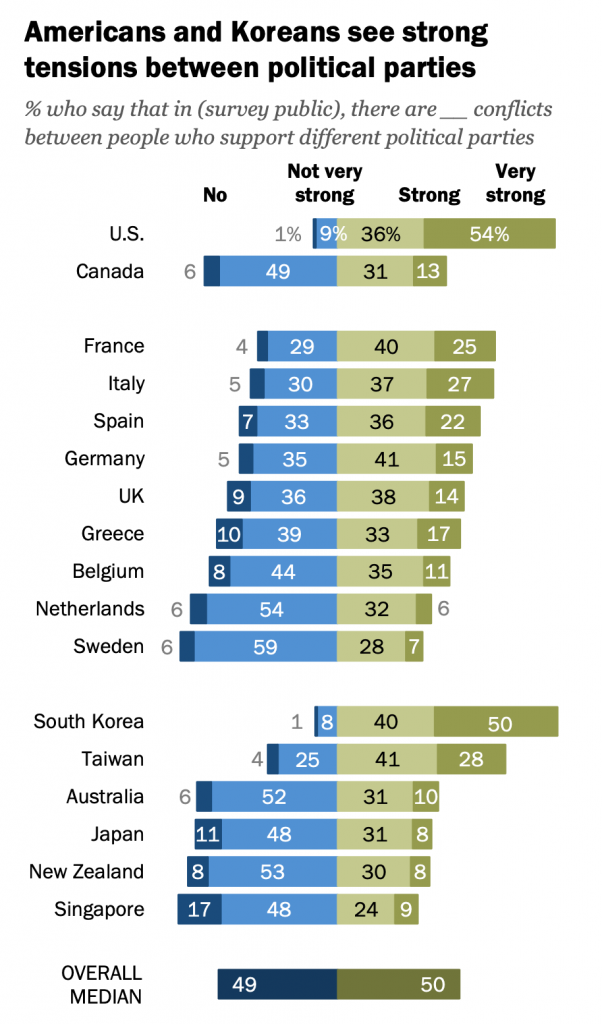 Americans and Koreans see strong
tensions between political parties
% who say that in (survey public), there are __ conflicts
between people who support different political parties
No Not very strong Strong Very strong
U.S. 1% 9% 36% 54%
Canada 6 49 31 13
France 4 29 40 25
Italy 5 30 37 27
Spain 7 33 36 22
Germany 5 35 41 15
UK 9 36 38 14
Greece 10 39 33 17
Belgium 8 44 35 11
Netherlands 6 54 32 6
Sweden 6 59 28 7
South Korea 1 8 40 50
Taiwan 4 25 41 28
Australia 6 52 31 10
Japan 11 48 31 8
New Zealand 8 53 30 8
Singapore 17 48 24 9
OVERALL
MEDIAN 49 50